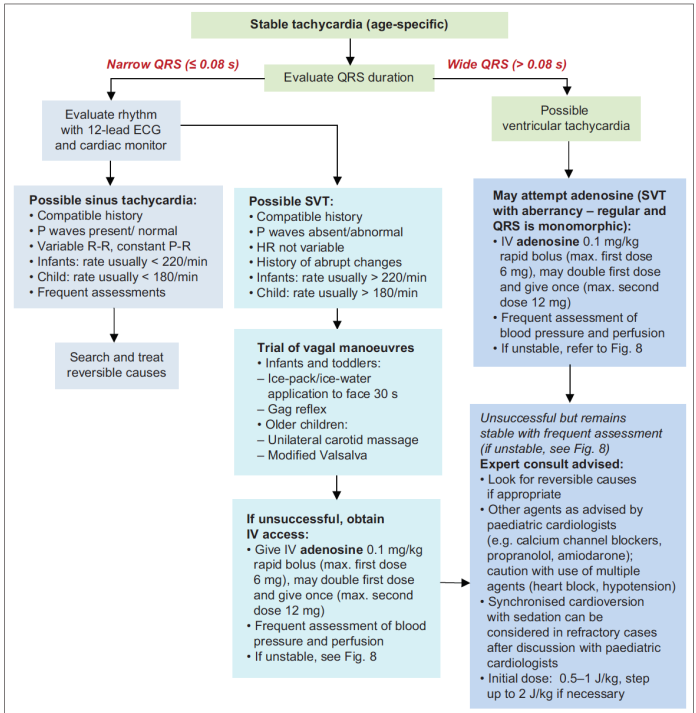 Stable tachycardia (age-specific)
Narrow QRS (≤ 0.08 s)
Evaluate QRS duration
Wide QRS (> 0.08 s)
Evaluate rhythm
with 12-lead ECG
and cardiac monitor
Possible
ventricular tachycardia
Possible sinus tachycardia:
• Compatible history
• P waves present/ normal
• Variable R-R, constant P-R
• Infants: rate usually < 220/min
• Child: rate usually < 180/min
• Frequent assessments
Search and treat
reversible causes
Possible SVT:
• Compatible history
• P waves absent/abnormal
• HR not variable
• History of abrupt changes
• Infants: rate usually > 220/min
• Child: rate usually > 180/min
Trial of vagal manoeuvres
• Infants and toddlers:
– Ice-pack/ice-water
application to face 30 s
– Gag reflex
• Older children:
– Unilateral carotid massage
– Modified Valsalva
If unsuccessful, obtain
IV access:
• Give IV adenosine 0.1 mg/kg
rapid bolus (max. first dose
6 mg), may double first dose
and give once (max. second
dose 12 mg)
• Frequent assessment of blood
pressure and perfusion
• If unstable, see Fig. 8
May attempt adenosine (SVT
with aberrancy – regular and
QRS is monomorphic):
• IV adenosine 0.1 mg/kg
rapid bolus (max. first dose
6 mg), may double first dose
and give once (max. second
dose 12 mg)
• Frequent assessment of
blood pressure and perfusion
• If unstable, refer to Fig. 8
Unsuccessful but remains
stable with frequent assessment
(if unstable, see Fig. 8)
Expert consult advised:
• Look for reversible causes
if appropriate
• Other agents as advised by
paediatric cardiologists
(e.g. calcium channel blockers,
propranolol, amiodarone);
caution with use of multiple
agents (heart block, hypotension)
• Synchronised cardioversion
with sedation can be
considered in refractory cases
after discussion with paediatric
cardiologists
• Initial dose: 0.5–1 J/kg, step
up to 2 J/kg if necessary